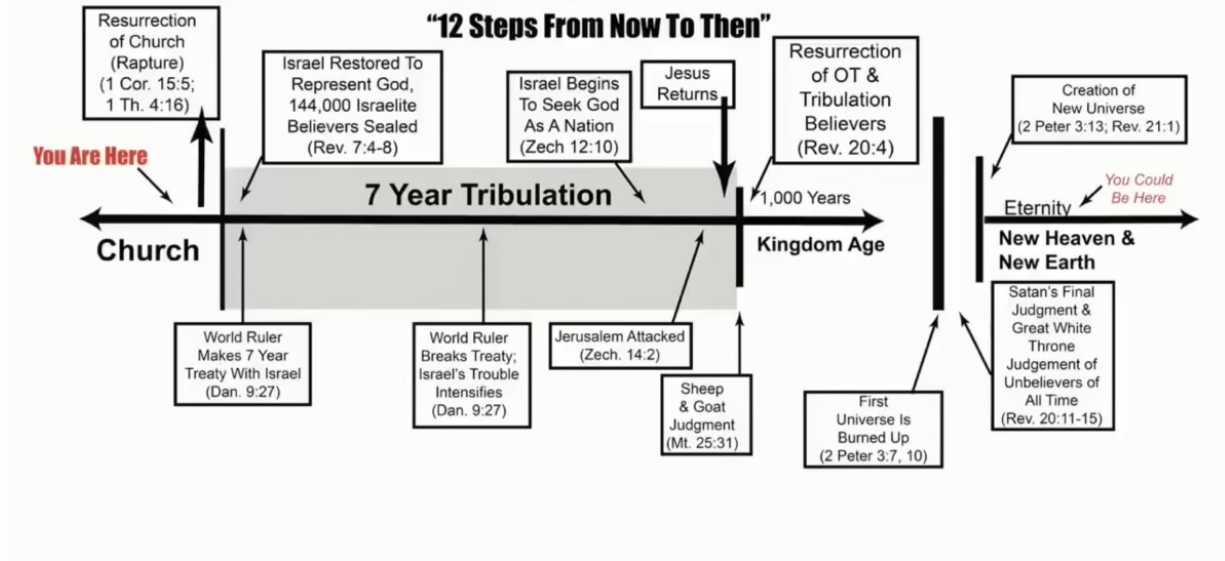 "12 Steps From Now To Then"
Resurrection
of Church
(Rapture)
(1 Cor. 15:5;
1 Th. 4:16)
You Are Here
Israel Restored To
Represent God,
144,000 Israelite
Believers Sealed
(Rev. 7:4-8)
Israel Begins
To Seek God
As A Nation
(Zech 12:10)
Jesus
Returns
Resurrection
of OT &
Tribulation
Believers
(Rev. 20:4)
Creation of
New Universe
(2 Peter 3:13; Rev. 21:1)
You Could
Be Here
7 Year Tribulation
1,000 Years
Eternity
Church
Kingdom Age
New Heaven &
New Earth
World Ruler
Makes 7 Year
Treaty With Israel
(Dan. 9:27)
World Ruler
Breaks Treaty;
Israel's Trouble
Intensifies
(Dan. 9:27)
Jerusalem Attacked
(Zech. 14:2)
Sheep
& Goat
Judgment
(Mt. 25:31)
First
Universe Is
Burned Up
(2 Peter 3:7, 10)
Satan's Final
Judgment &
Great White
Throne
Judgement of
Unbelievers of
All Time
(Rev. 20:11-15)